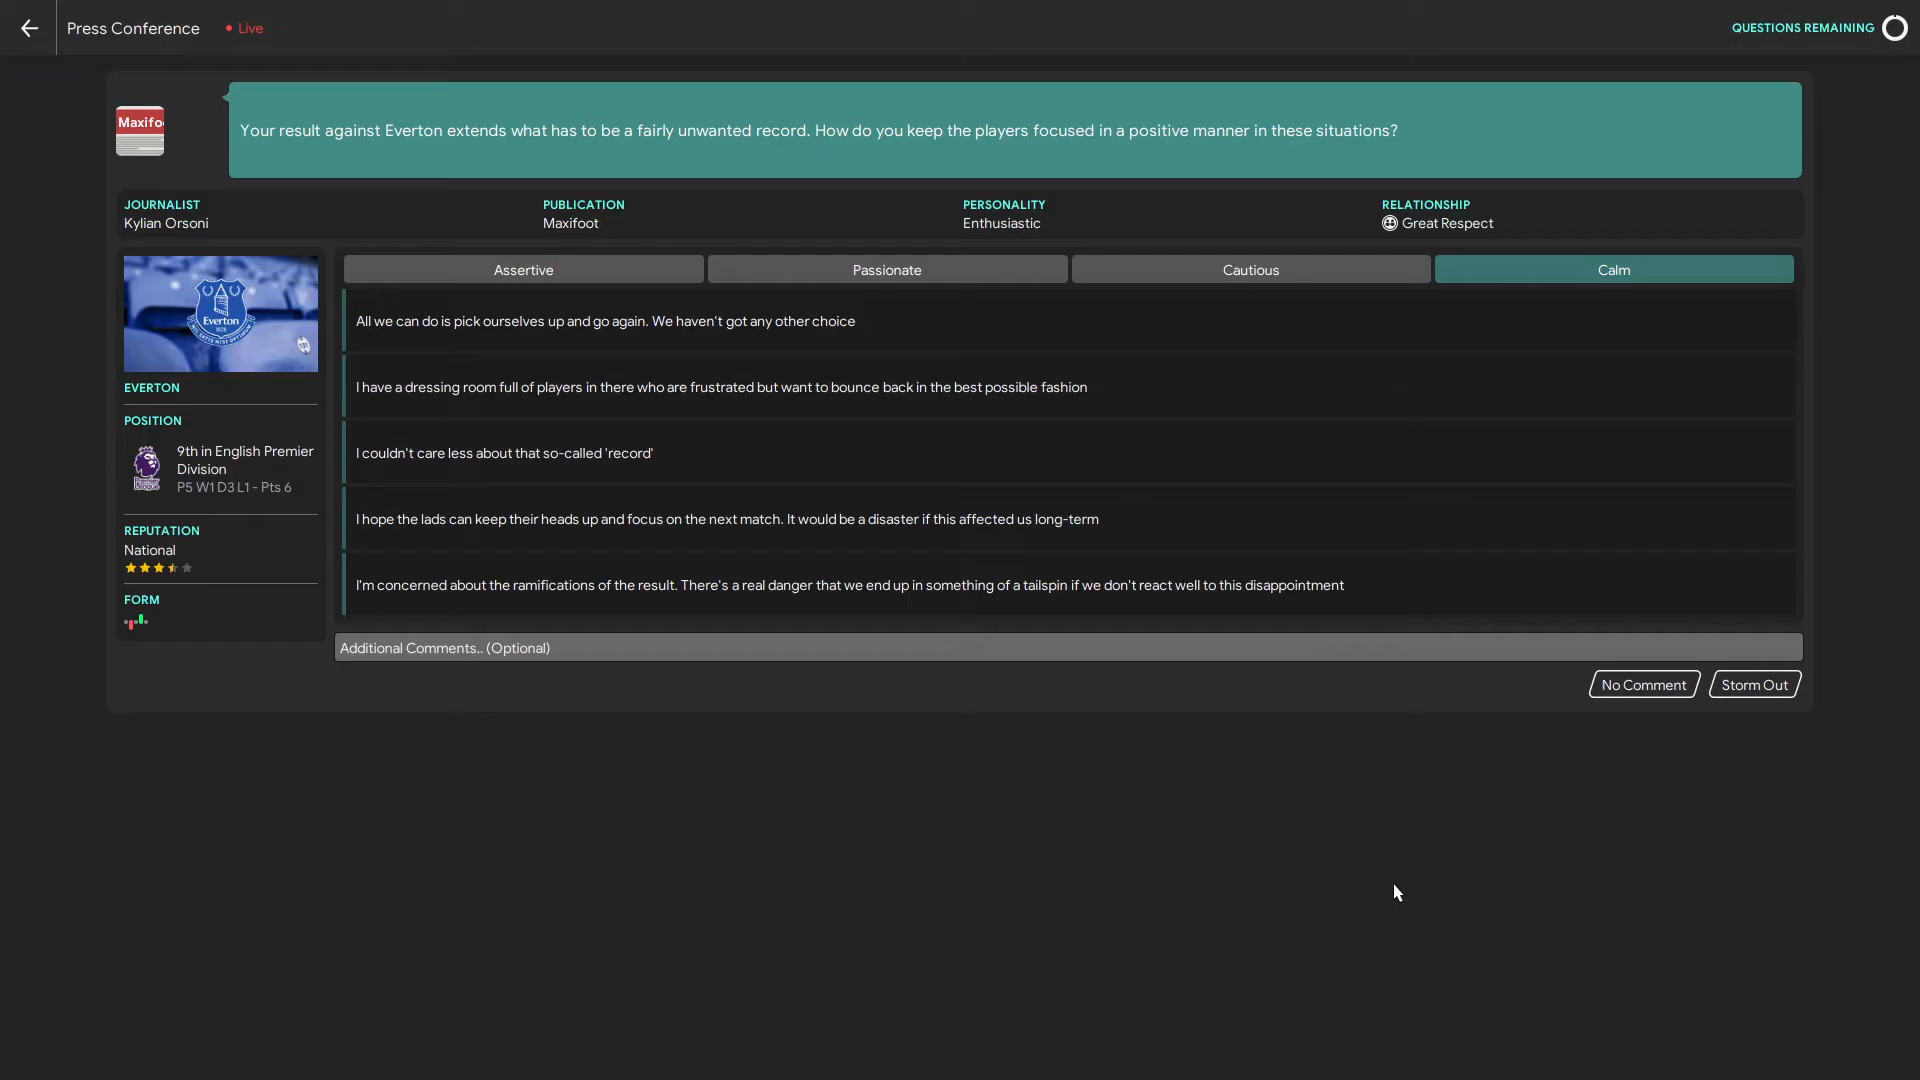 Press Conference
Live
QUESTIONS REMAINING
Maxifo
Your result against Everton extends what has to be a fairly unwanted record. How do you keep the players focused in a positive manner in these situations?
JOURNALIST
Kylian Orsoni
PUBLICATION
Maxifoot
PERSONALITY
Enthusiastic
RELATIONSHIP
Great Respect
Everton
1878
EVERTON
POSITION
9th in English Premier
Division
P5 W1 D3 L1 - Pts 6
REPUTATION
National
FORM
Assertive
Passionate
Cautious
Calm
All we can do is pick ourselves up and go again. We haven't got any other choice
I have a dressing room full of players in there who are frustrated but want to bounce back in the best possible fashion
I couldn't care less about that so-called 'record'
I hope the lads can keep their heads up and focus on the next match. It would be a disaster if this affected us long-term
I'm concerned about the ramifications of the result. There's a real danger that we end up in something of a tailspin if we don't react well to this disappointment
Additional Comments.. (Optional)
No Comment
Storm Out